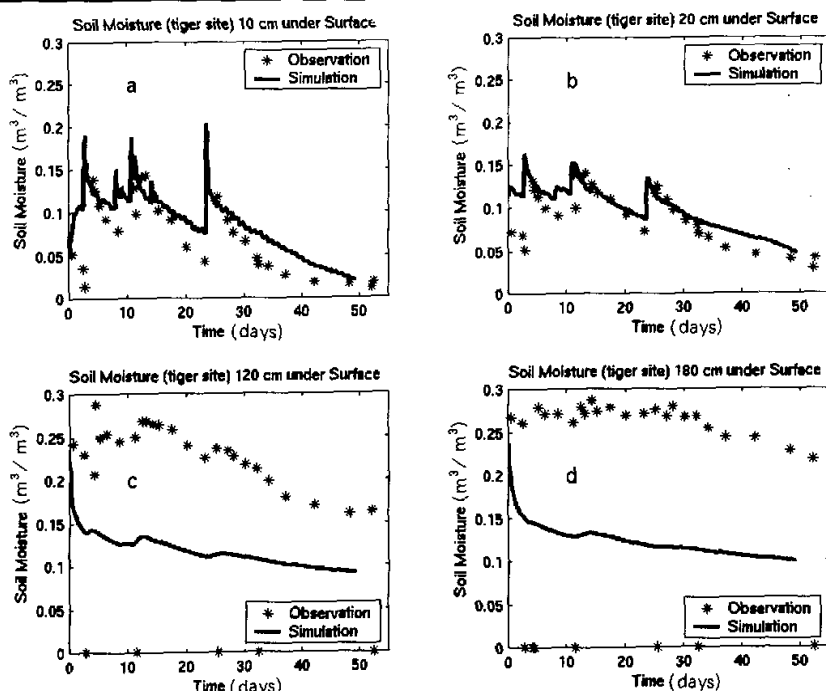 Soil Moisture (tiger site) 10 cm under Surface
Soil Moisture (m³ / m³)
0.3
0.25
0.2
0.15
0.1
0.05
0
a
* Observation
Simulation
0 10 20 30 40 50
Time (days)
Soil Moisture (tiger site) 20 cm under Surface
Soil Moisture (m³ / m³)
0.3
0.25
0.2
0.15
0.1
0.05
0
b
* Observation
Simulation
0 10 20 30 40 50
Time (days)
Soil Moisture (tiger site) 120 cm under Surface
Soil Moisture (m³ / m³)
0.3
0.25
0.2
0.15
0.1
0.05
0
c
* Observation
Simulation
0 10 20 30 40 50
Time (days)
Soil Moisture (tiger site) 180 cm under Surface
Soil Moisture (m³ / m³)
0.3
0.25
0.2
0.15
0.1
0.05
0
d
* Observation
Simulation
0 10 20 30 40 50
Time (days)